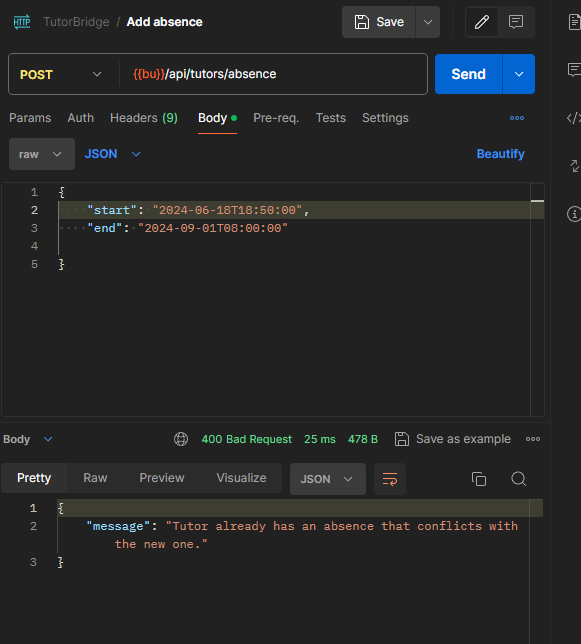 HTTP TutorBridge / Add absence Save
POST {{bu}}/api/tutors/absence Send
Params Auth Headers (9) Body Pre-req. Tests Settings
raw JSON Beautify
1 {
2 "start": "2024-06-18T18:50:00",
3 "end": "2024-09-01T08:00:00"
4
5 }
Body 400 Bad Request 25 ms 478 B Save as example
Pretty Raw Preview Visualize JSON
1 {
2 "message": "Tutor already has an absence that conflicts with
the new one."
3 }